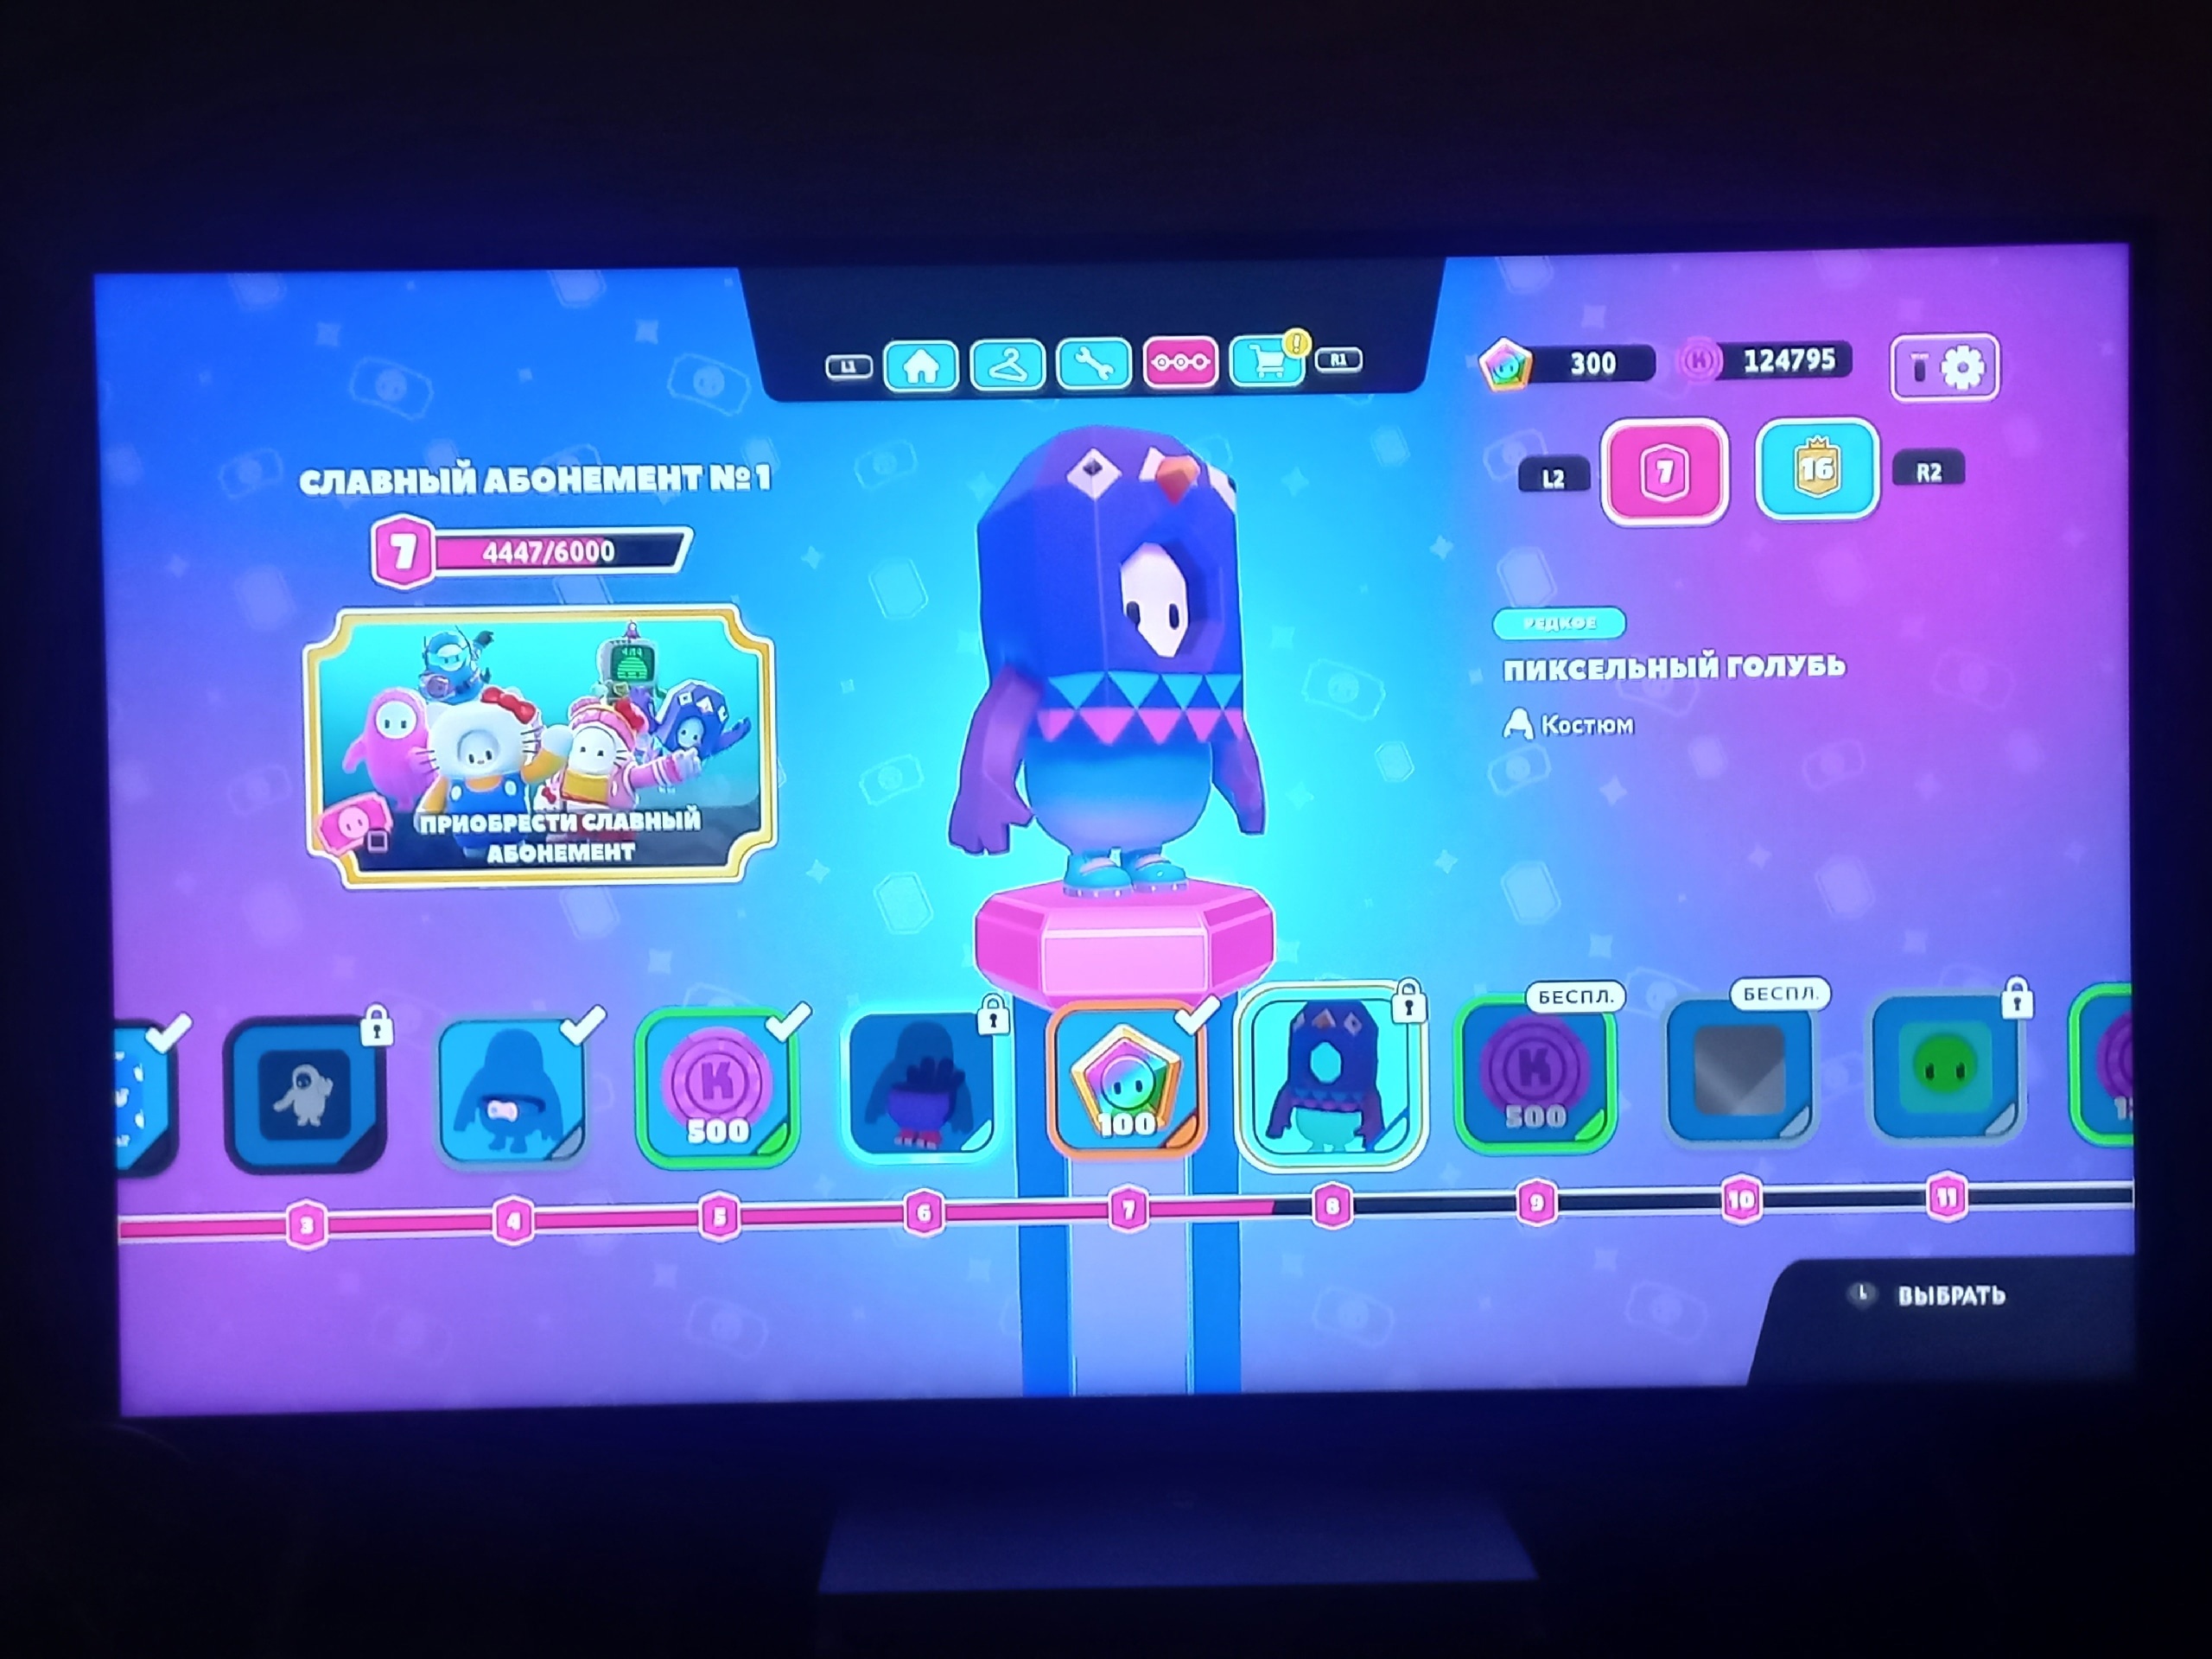 L1
R1
300
K
124795
L2
7
16
R2
СЛАВНЫЙ АБОНЕМЕНТ №1
7
4447/6000
ПРИОБРЕСТИ СЛАВНЫЙ
АБОНЕМЕНТ
РЕДКОЕ
ПИКСЕЛЬНЫЙ ГОЛУБЬ
Костюм
БЕСПЛ.
БЕСПЛ.
K
500
100
K
500
3
4
5
6
7
8
9
10
11
ВЫБРАТЬ